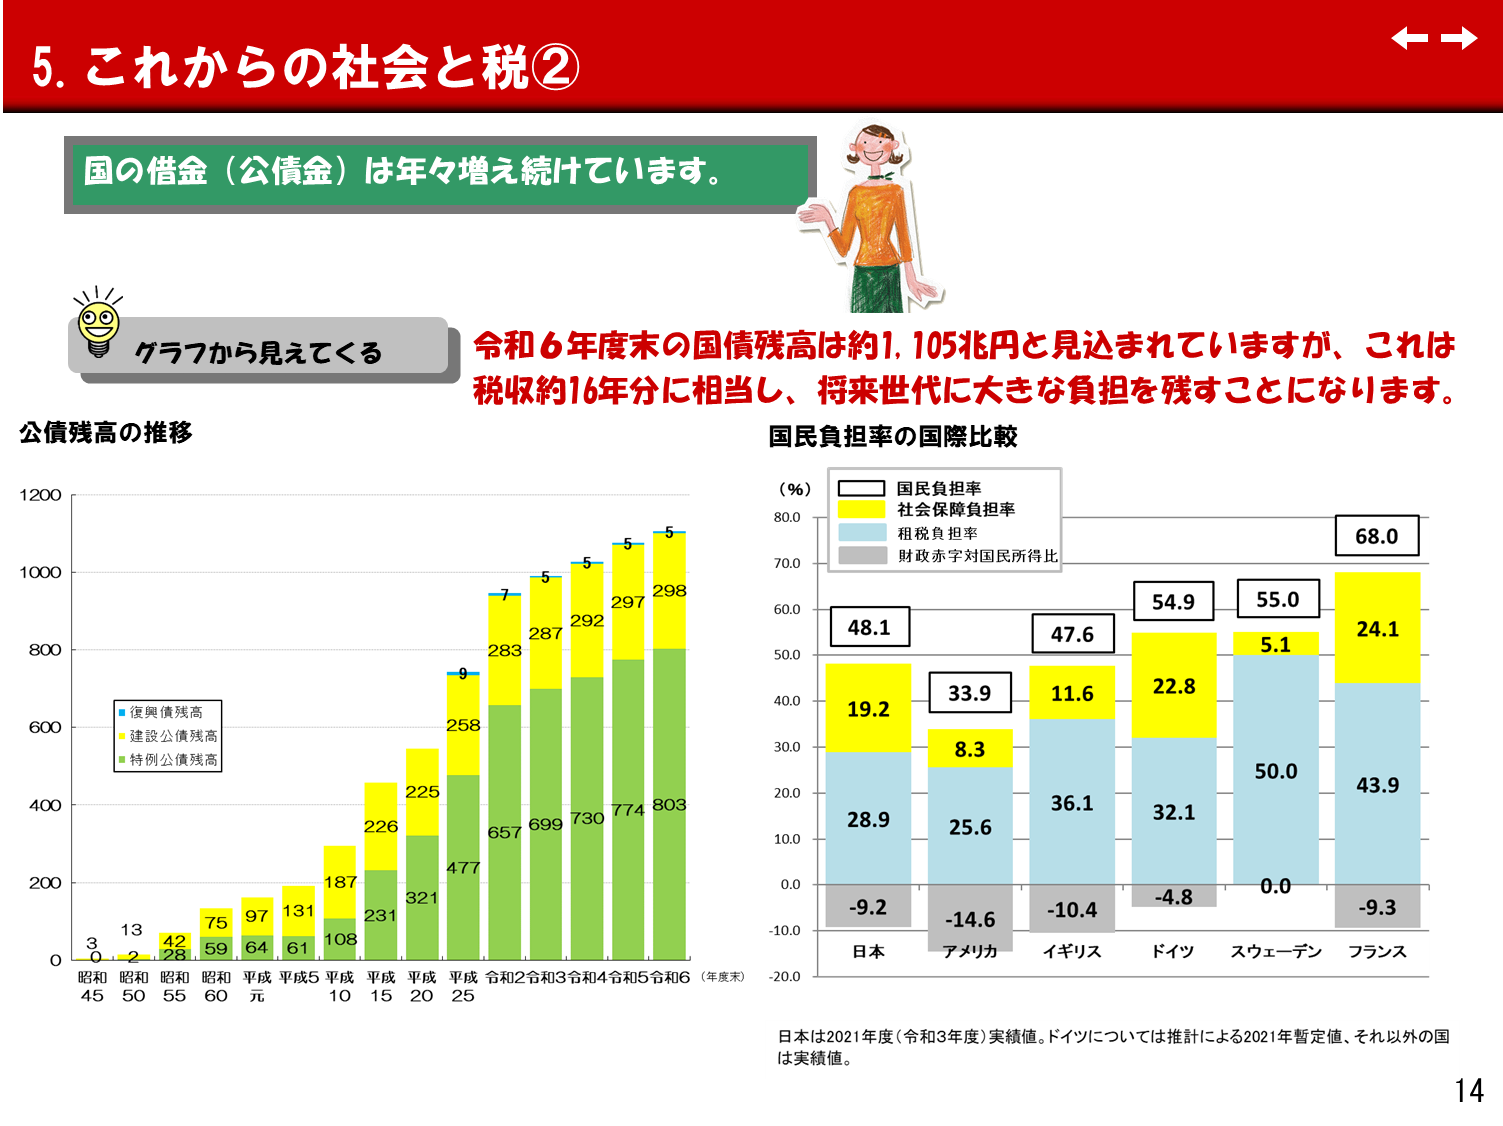 5. これからの社会と税②
国の借金（公債金）は年々増え続けています。
グラフから見えてくる
令和６年度末の国債残高は約1,105兆円と見込まれていますが、これは
税収約16年分に相当し、将来世代に大きな負担を残すことになります。
公債残高の推移
1200
1000
800
600
400
200
0
復興債残高
建設公債残高
特例公債残高
3
0
13
2
42
28
75
59
97
64
131
61
187
108
226
231
225
321
9
258
477
7
283
657
5
287
699
5
292
730
5
297
774
5
298
803
昭和
45
昭和
50
昭和
55
昭和
60
平成
元
平成5
平成
10
平成
15
平成
20
平成
25
令和2
令和3
令和4
令和5
令和6
（年度末）
国民負担率の国際比較
（%）
国民負担率
社会保障負担率
租税負担率
財政赤字対国民所得比
80.0
70.0
60.0
50.0
40.0
30.0
20.0
10.0
0.0
-10.0
-20.0
48.1
19.2
28.9
-9.2
日本
33.9
8.3
25.6
-14.6
アメリカ
47.6
11.6
36.1
-10.4
イギリス
54.9
22.8
32.1
-4.8
ドイツ
55.0
5.1
50.0
0.0
スウェーデン
68.0
24.1
43.9
-9.3
フランス
日本は2021年度（令和3年度）実績値。ドイツについては推計による2021年暫定値、それ以外の国
は実績値。
14